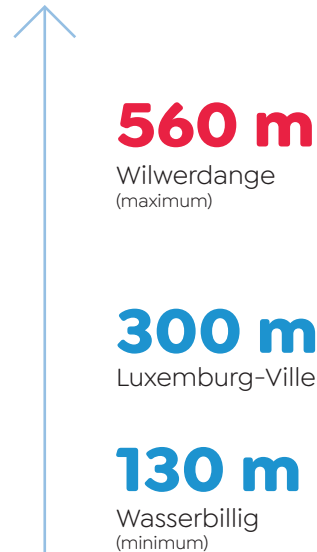 560 m
Wilwerdange
(maximum)
300 m
Luxemburg-Ville
130 m
Wasserbillig
(minimum)